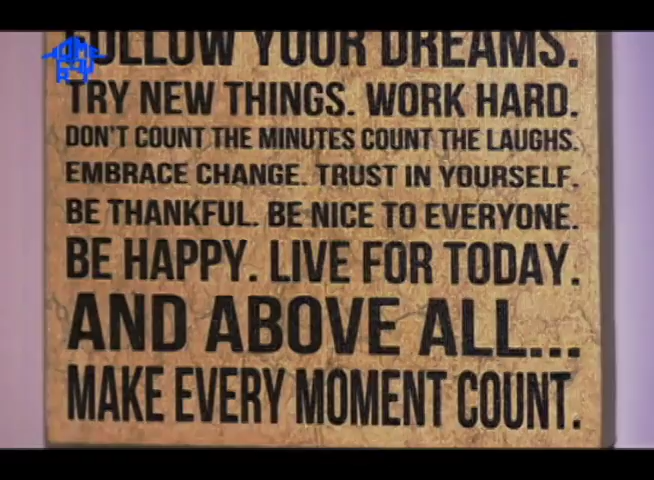 FOLLOW YOUR DREAMS.
TRY NEW THINGS. WORK HARD.
DON'T COUNT THE MINUTES COUNT THE LAUGHS.
EMBRACE CHANGE. TRUST IN YOURSELF.
BE THANKFUL. BE NICE TO EVERYONE.
BE HAPPY. LIVE FOR TODAY.
AND ABOVE ALL...
MAKE EVERY MOMENT COUNT.